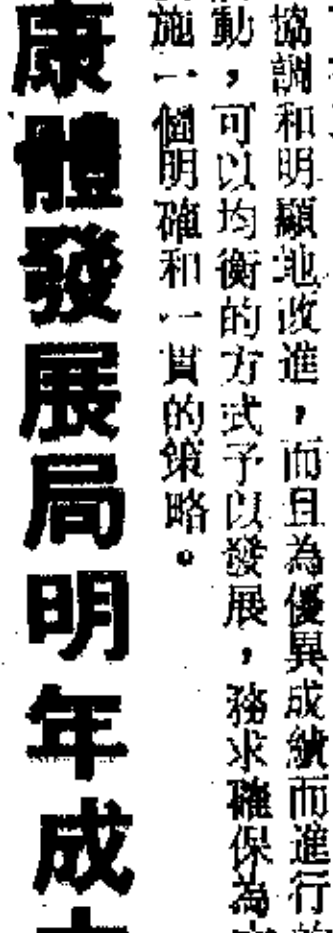 協調和明顯地改進，而且為優異成績而進行
動，可以均衡的方式予以發展，務求確保為
施一個明確和一貫的策略。
康體發展局明年成